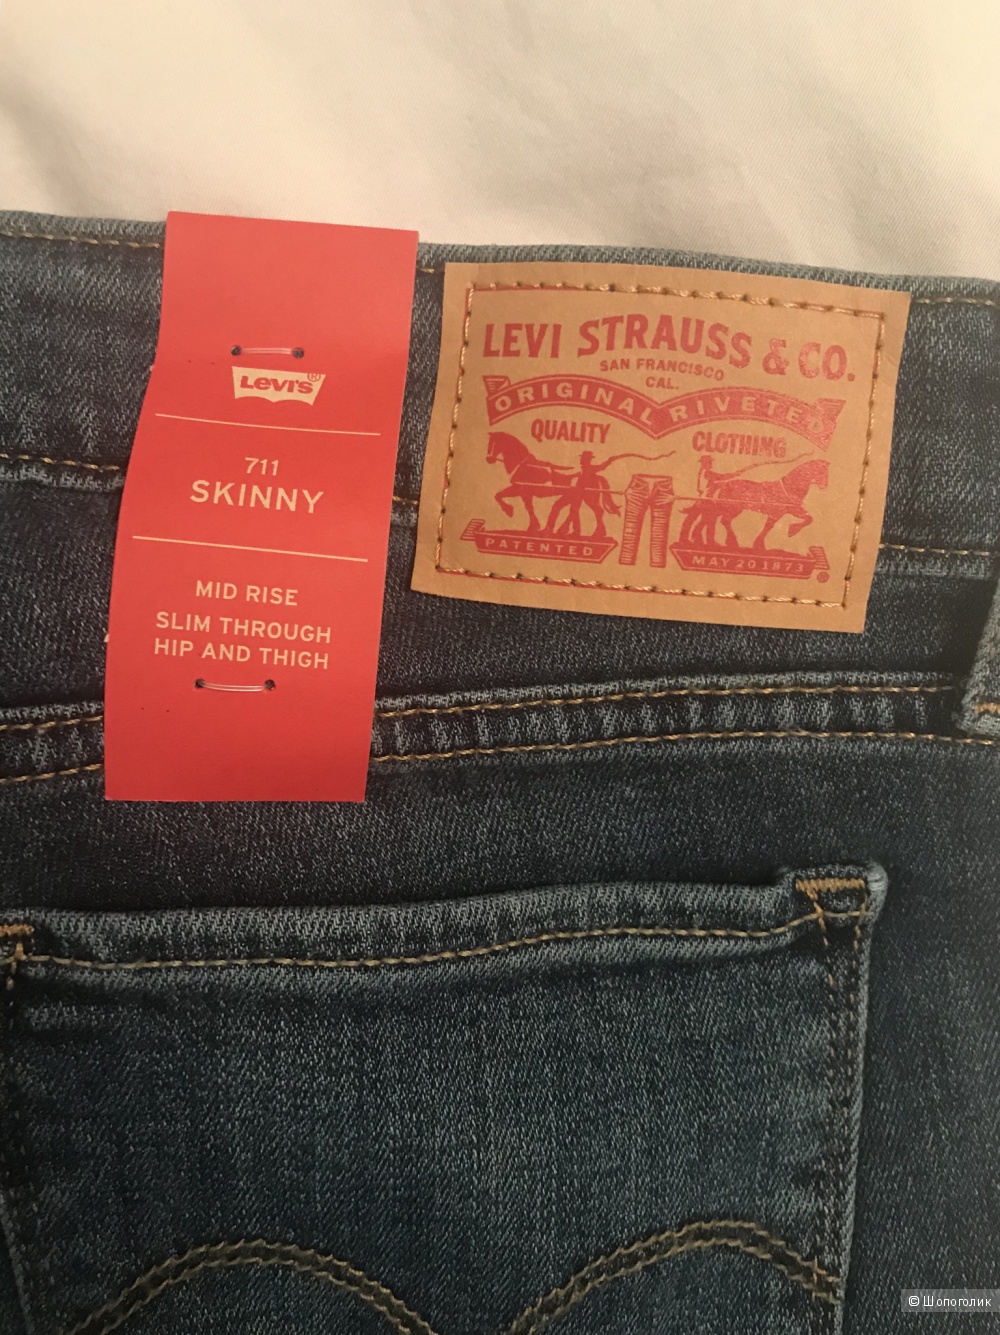 LEVI'S®
711
SKINNY
MID RISE
SLIM THROUGH
HIP AND THIGH
LEVI STRAUSS & CO.
SAN FRANCISCO
CAL.
ORIGINAL RIVETED
QUALITY CLOTHING
PATENTED MAY 20 1873
®
© Шопоголик